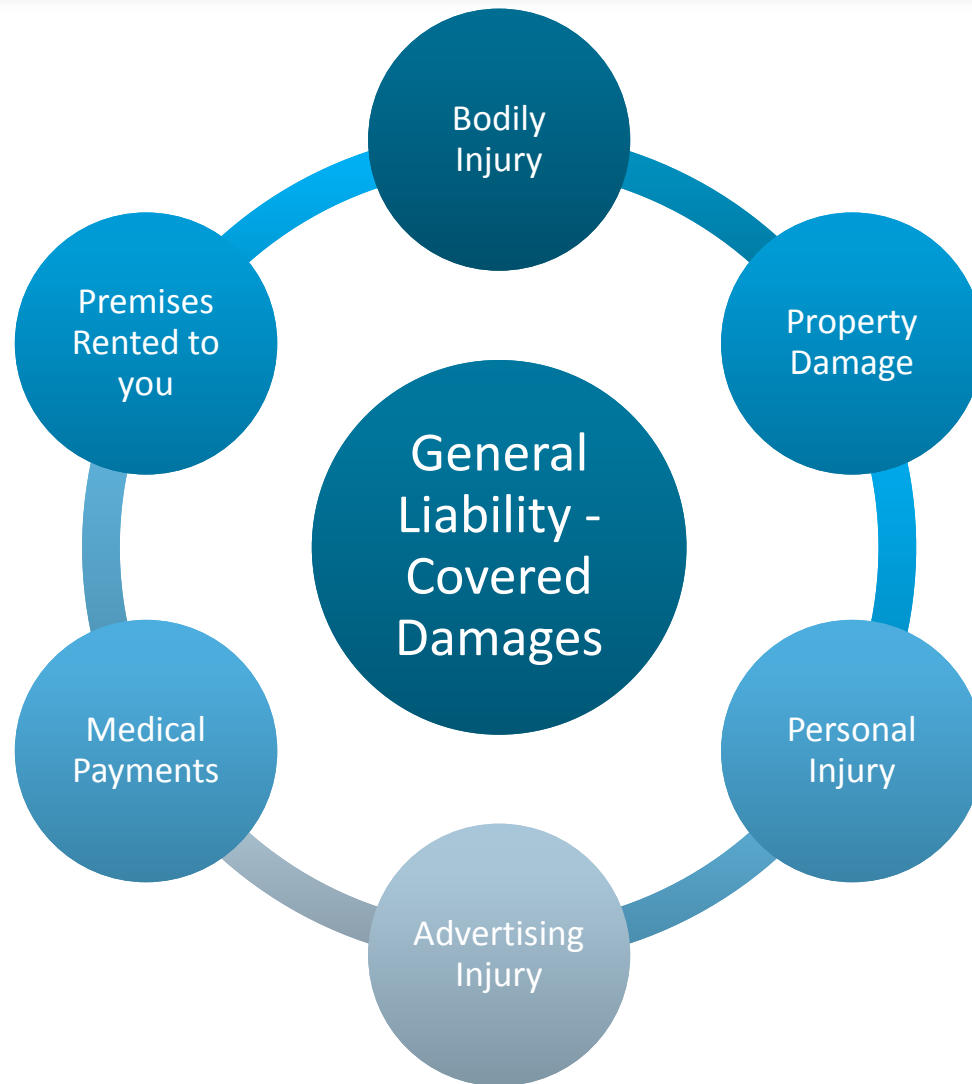 Bodily
Injury
Property
Damage
Personal
Injury
Advertising
Injury
Medical
Payments
Premises
Rented to
you
General
Liability -
Covered
Damages